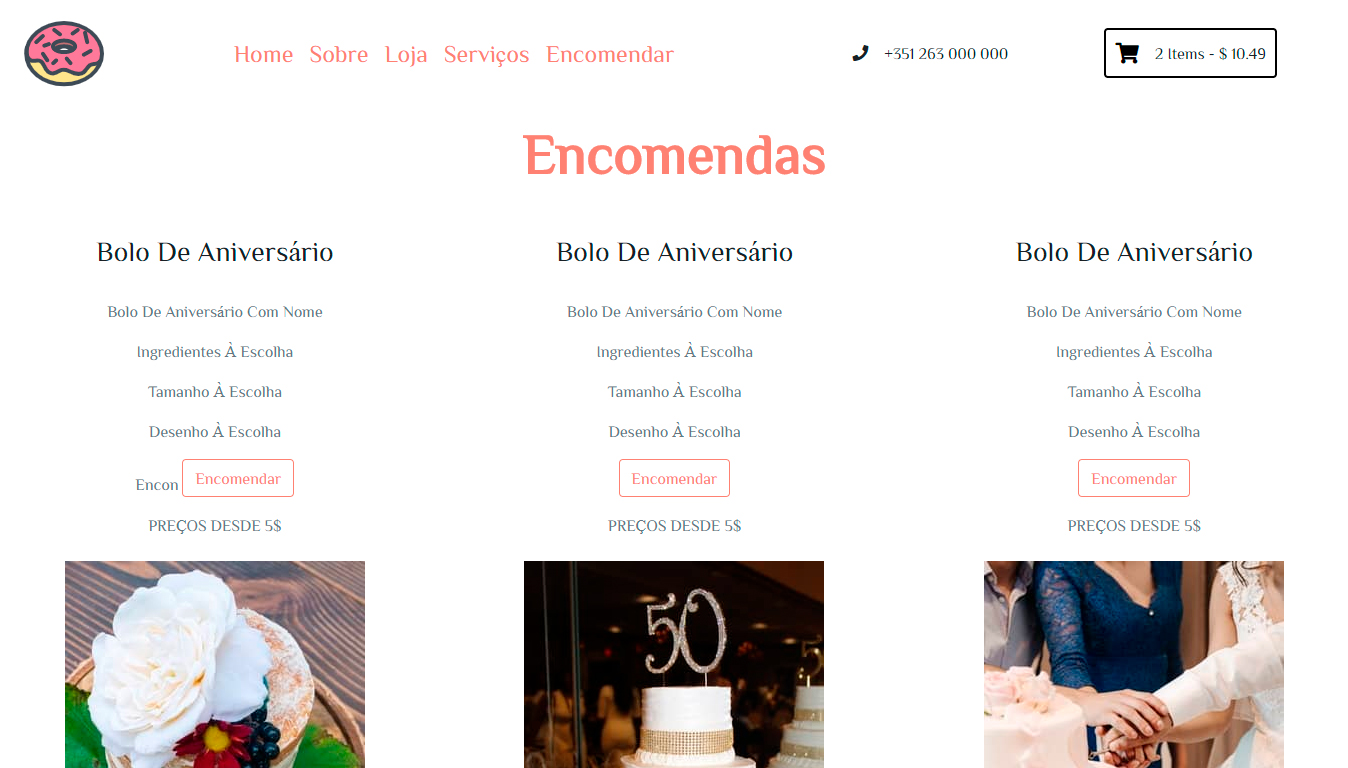 Home Sobre Loja Serviços Encomendar
+351 263 000 000
2 Items - $ 10.49
Encomendas
Bolo De Aniversário
Bolo De Aniversário Com Nome
Ingredientes À Escolha
Tamanho À Escolha
Desenho À Escolha
Encon Encomendar
PREÇOS DESDE 5$
Bolo De Aniversário
Bolo De Aniversário Com Nome
Ingredientes À Escolha
Tamanho À Escolha
Desenho À Escolha
Encomendar
PREÇOS DESDE 5$
50
Bolo De Aniversário
Bolo De Aniversário Com Nome
Ingredientes À Escolha
Tamanho À Escolha
Desenho À Escolha
Encomendar
PREÇOS DESDE 5$